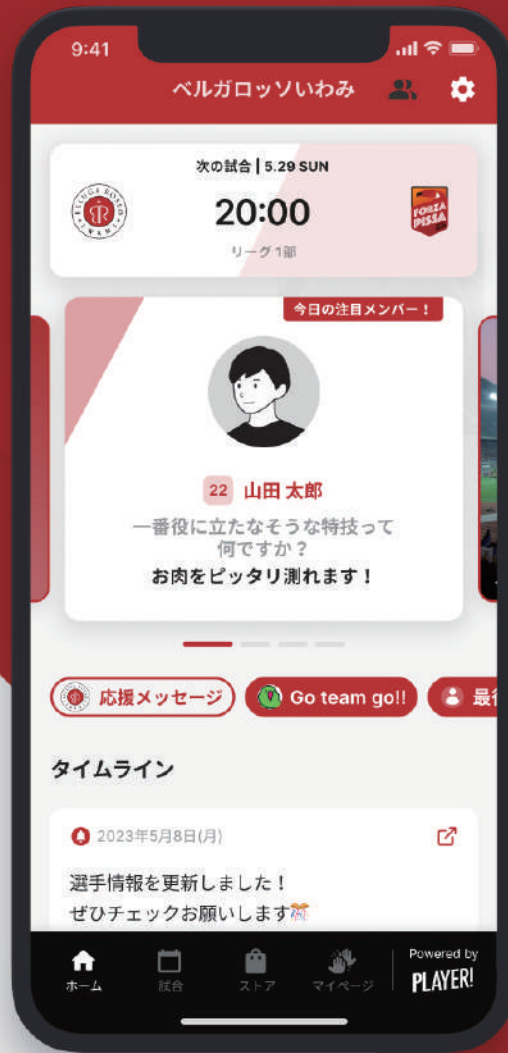 9:41
ベルガロッソいわみ
次の試合 | 5.29 SUN
20:00
リーグ1部
BELUGA ROSSO
IWAMI
FORZA
PISSA
今日の注目メンバー！
22 山田 太郎
一番役に立たなそうな特技って
何ですか？
お肉をピッタリ測れます！
応援メッセージ
Go team go!!
タイムライン
2023年5月8日(月)
選手情報を更新しました！
ぜひチェックお願いします🎊
ホーム
試合
ストア
マイページ
Powered by
PLAYER!